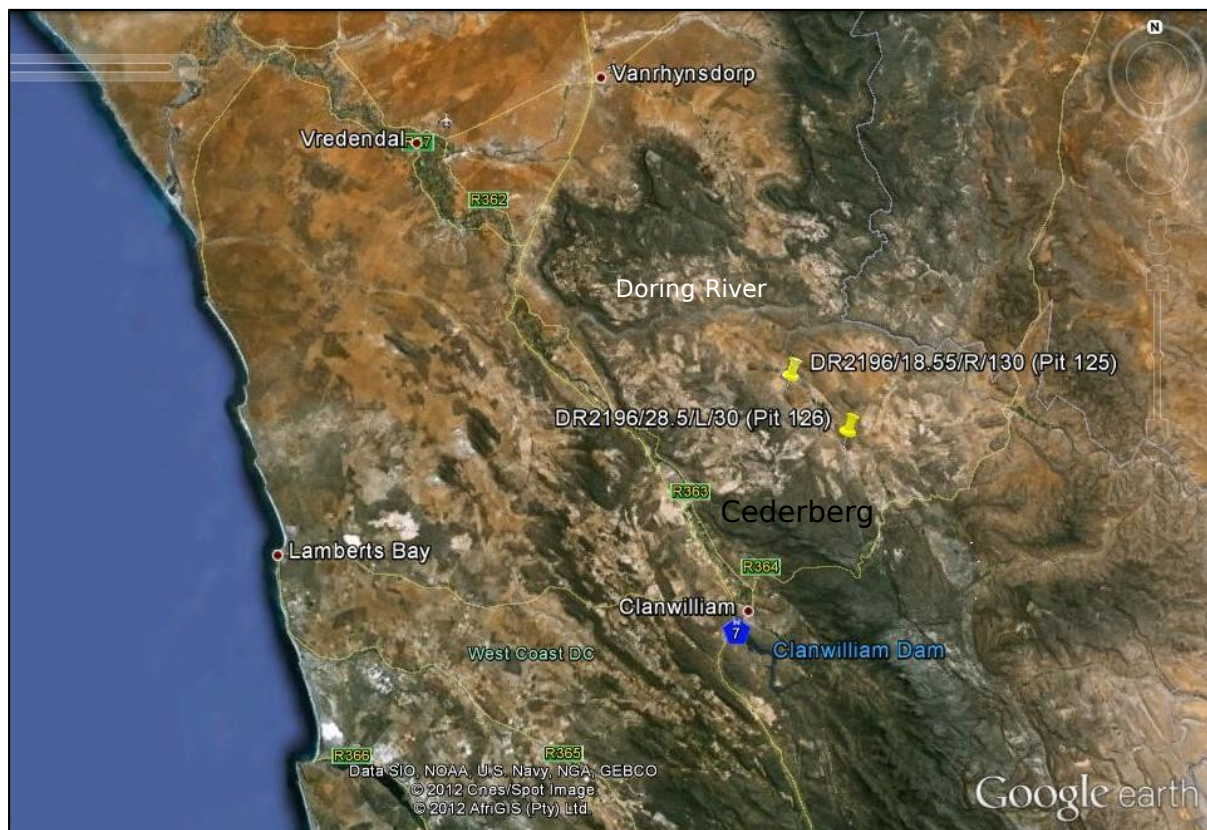 N
Vanrhynsdorp
Vredendal
R27
R362
Doring River
DR2196/18.55/R/130 (Pit 125)
DR2196/28.5/L/30 (Pit 126)
R363
Cederberg
Lamberts Bay
R364
Clanwilliam
N
7
West Coast DC
Clanwilliam Dam
R366
R365
Data SIO, NOAA, U.S. Navy, NGA, GEBCO
© 2012 Cnes/Spot Image
© 2012 AfriGIS (Pty) Ltd.
Google earth